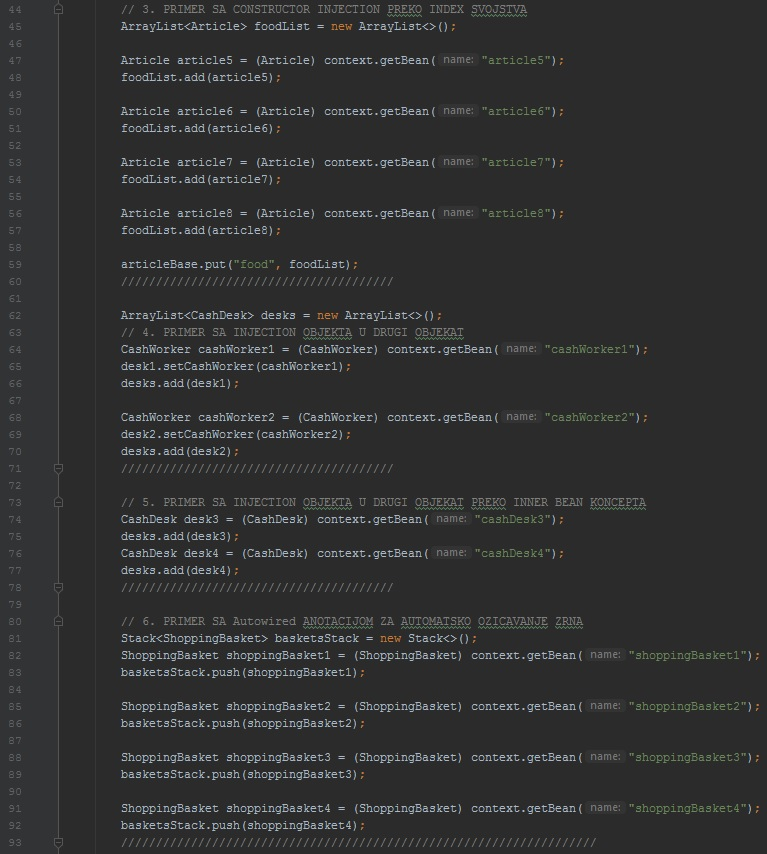 44 // 3. PRIMER SA CONSTRUCTOR INJECTION PREKO INDEX SVOJSTVA
45 ArrayList<Article> foodList = new ArrayList<>();
46
47 Article article5 = (Article) context.getBean( name: "article5");
48 foodList.add(article5);
49
50 Article article6 = (Article) context.getBean( name: "article6");
51 foodList.add(article6);
52
53 Article article7 = (Article) context.getBean( name: "article7");
54 foodList.add(article7);
55
56 Article article8 = (Article) context.getBean( name: "article8");
57 foodList.add(article8);
58
59 articleBase.put("food", foodList);
60 ///////////////////////////////////////
61
62 ArrayList<CashDesk> desks = new ArrayList<>();
63 // 4. PRIMER SA INJECTION OBJEKTA U DRUGI OBJEKAT
64 CashWorker cashWorker1 = (CashWorker) context.getBean( name: "cashWorker1");
65 desk1.setCashWorker(cashWorker1);
66 desks.add(desk1);
67
68 CashWorker cashWorker2 = (CashWorker) context.getBean( name: "cashWorker2");
69 desk2.setCashWorker(cashWorker2);
70 desks.add(desk2);
71 ///////////////////////////////////////
72
73 // 5. PRIMER SA INJECTION OBJEKTA U DRUGI OBJEKAT PREKO INNER BEAN KONCEPTA
74 CashDesk desk3 = (CashDesk) context.getBean( name: "cashDesk3");
75 desks.add(desk3);
76 CashDesk desk4 = (CashDesk) context.getBean( name: "cashDesk4");
77 desks.add(desk4);
78 ///////////////////////////////////////
79
80 // 6. PRIMER SA Autowired ANOTACIJOM ZA AUTOMATSKO OZICAVANJE ZRNA
81 Stack<ShoppingBasket> basketsStack = new Stack<>();
82 ShoppingBasket shoppingBasket1 = (ShoppingBasket) context.getBean( name: "shoppingBasket1");
83 basketsStack.push(shoppingBasket1);
84
85 ShoppingBasket shoppingBasket2 = (ShoppingBasket) context.getBean( name: "shoppingBasket2");
86 basketsStack.push(shoppingBasket2);
87
88 ShoppingBasket shoppingBasket3 = (ShoppingBasket) context.getBean( name: "shoppingBasket3");
89 basketsStack.push(shoppingBasket3);
90
91 ShoppingBasket shoppingBasket4 = (ShoppingBasket) context.getBean( name: "shoppingBasket4");
92 basketsStack.push(shoppingBasket4);
93 ////////////////////////////////////////////////////////////////////